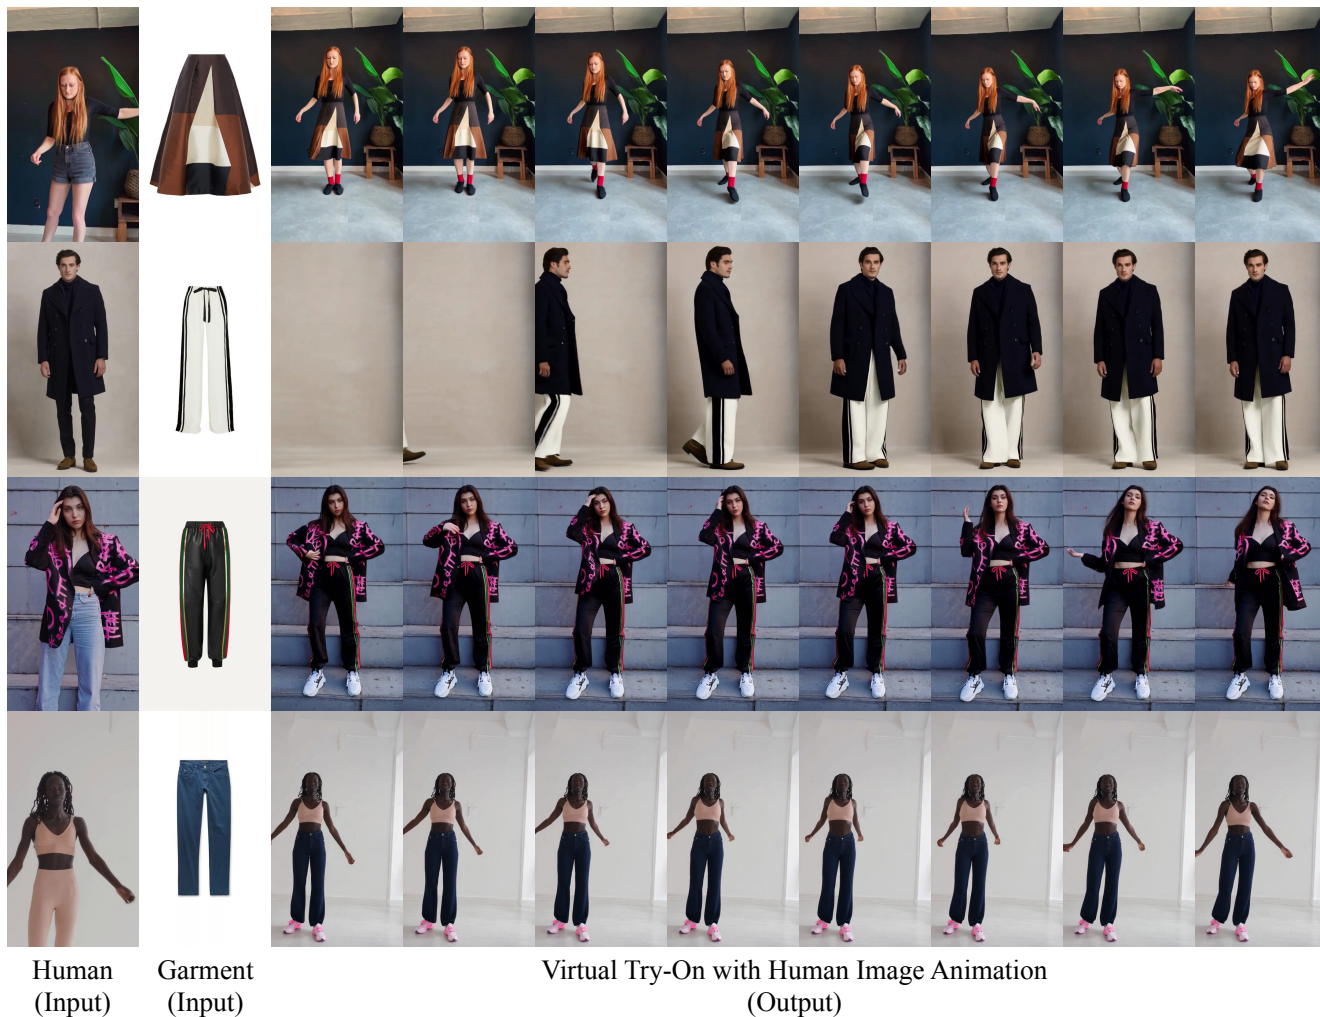 Human
(Input)
Garment
(Input)
Virtual Try-On with Human Image Animation
(Output)